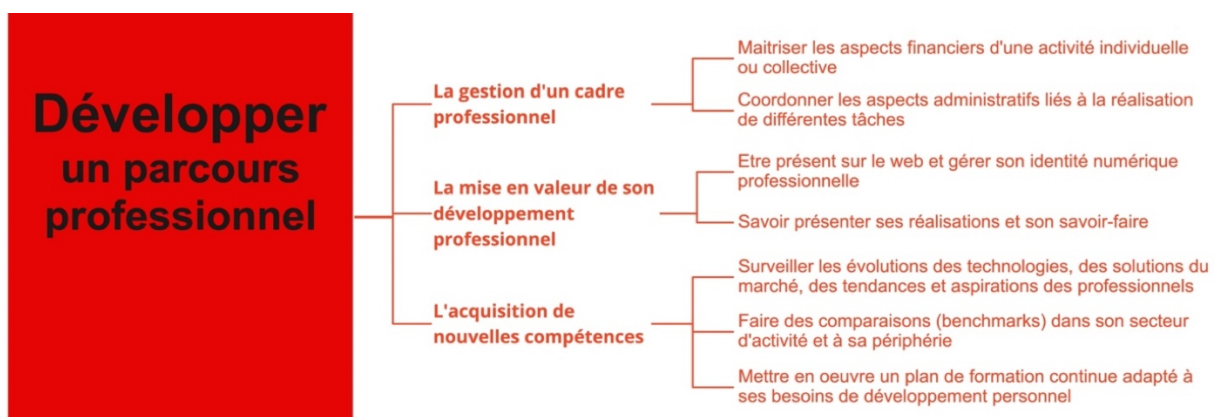 Développer
un parcours
professionnel
La gestion d'un cadre
professionnel
Maitriser les aspects financiers d'une activité individuelle
ou collective
Coordonner les aspects administratifs liés à la réalisation
de différentes tâches
La mise en valeur de son
développement
professionnel
Etre présent sur le web et gérer son identité numérique
professionnelle
Savoir présenter ses réalisations et son savoir-faire
L'acquisition de
nouvelles compétences
Surveiller les évolutions des technologies, des solutions du
marché, des tendances et aspirations des professionnels
Faire des comparaisons (benchmarks) dans son secteur
d'activité et à sa périphérie
Mettre en oeuvre un plan de formation continue adapté à
ses besoins de développement personnel